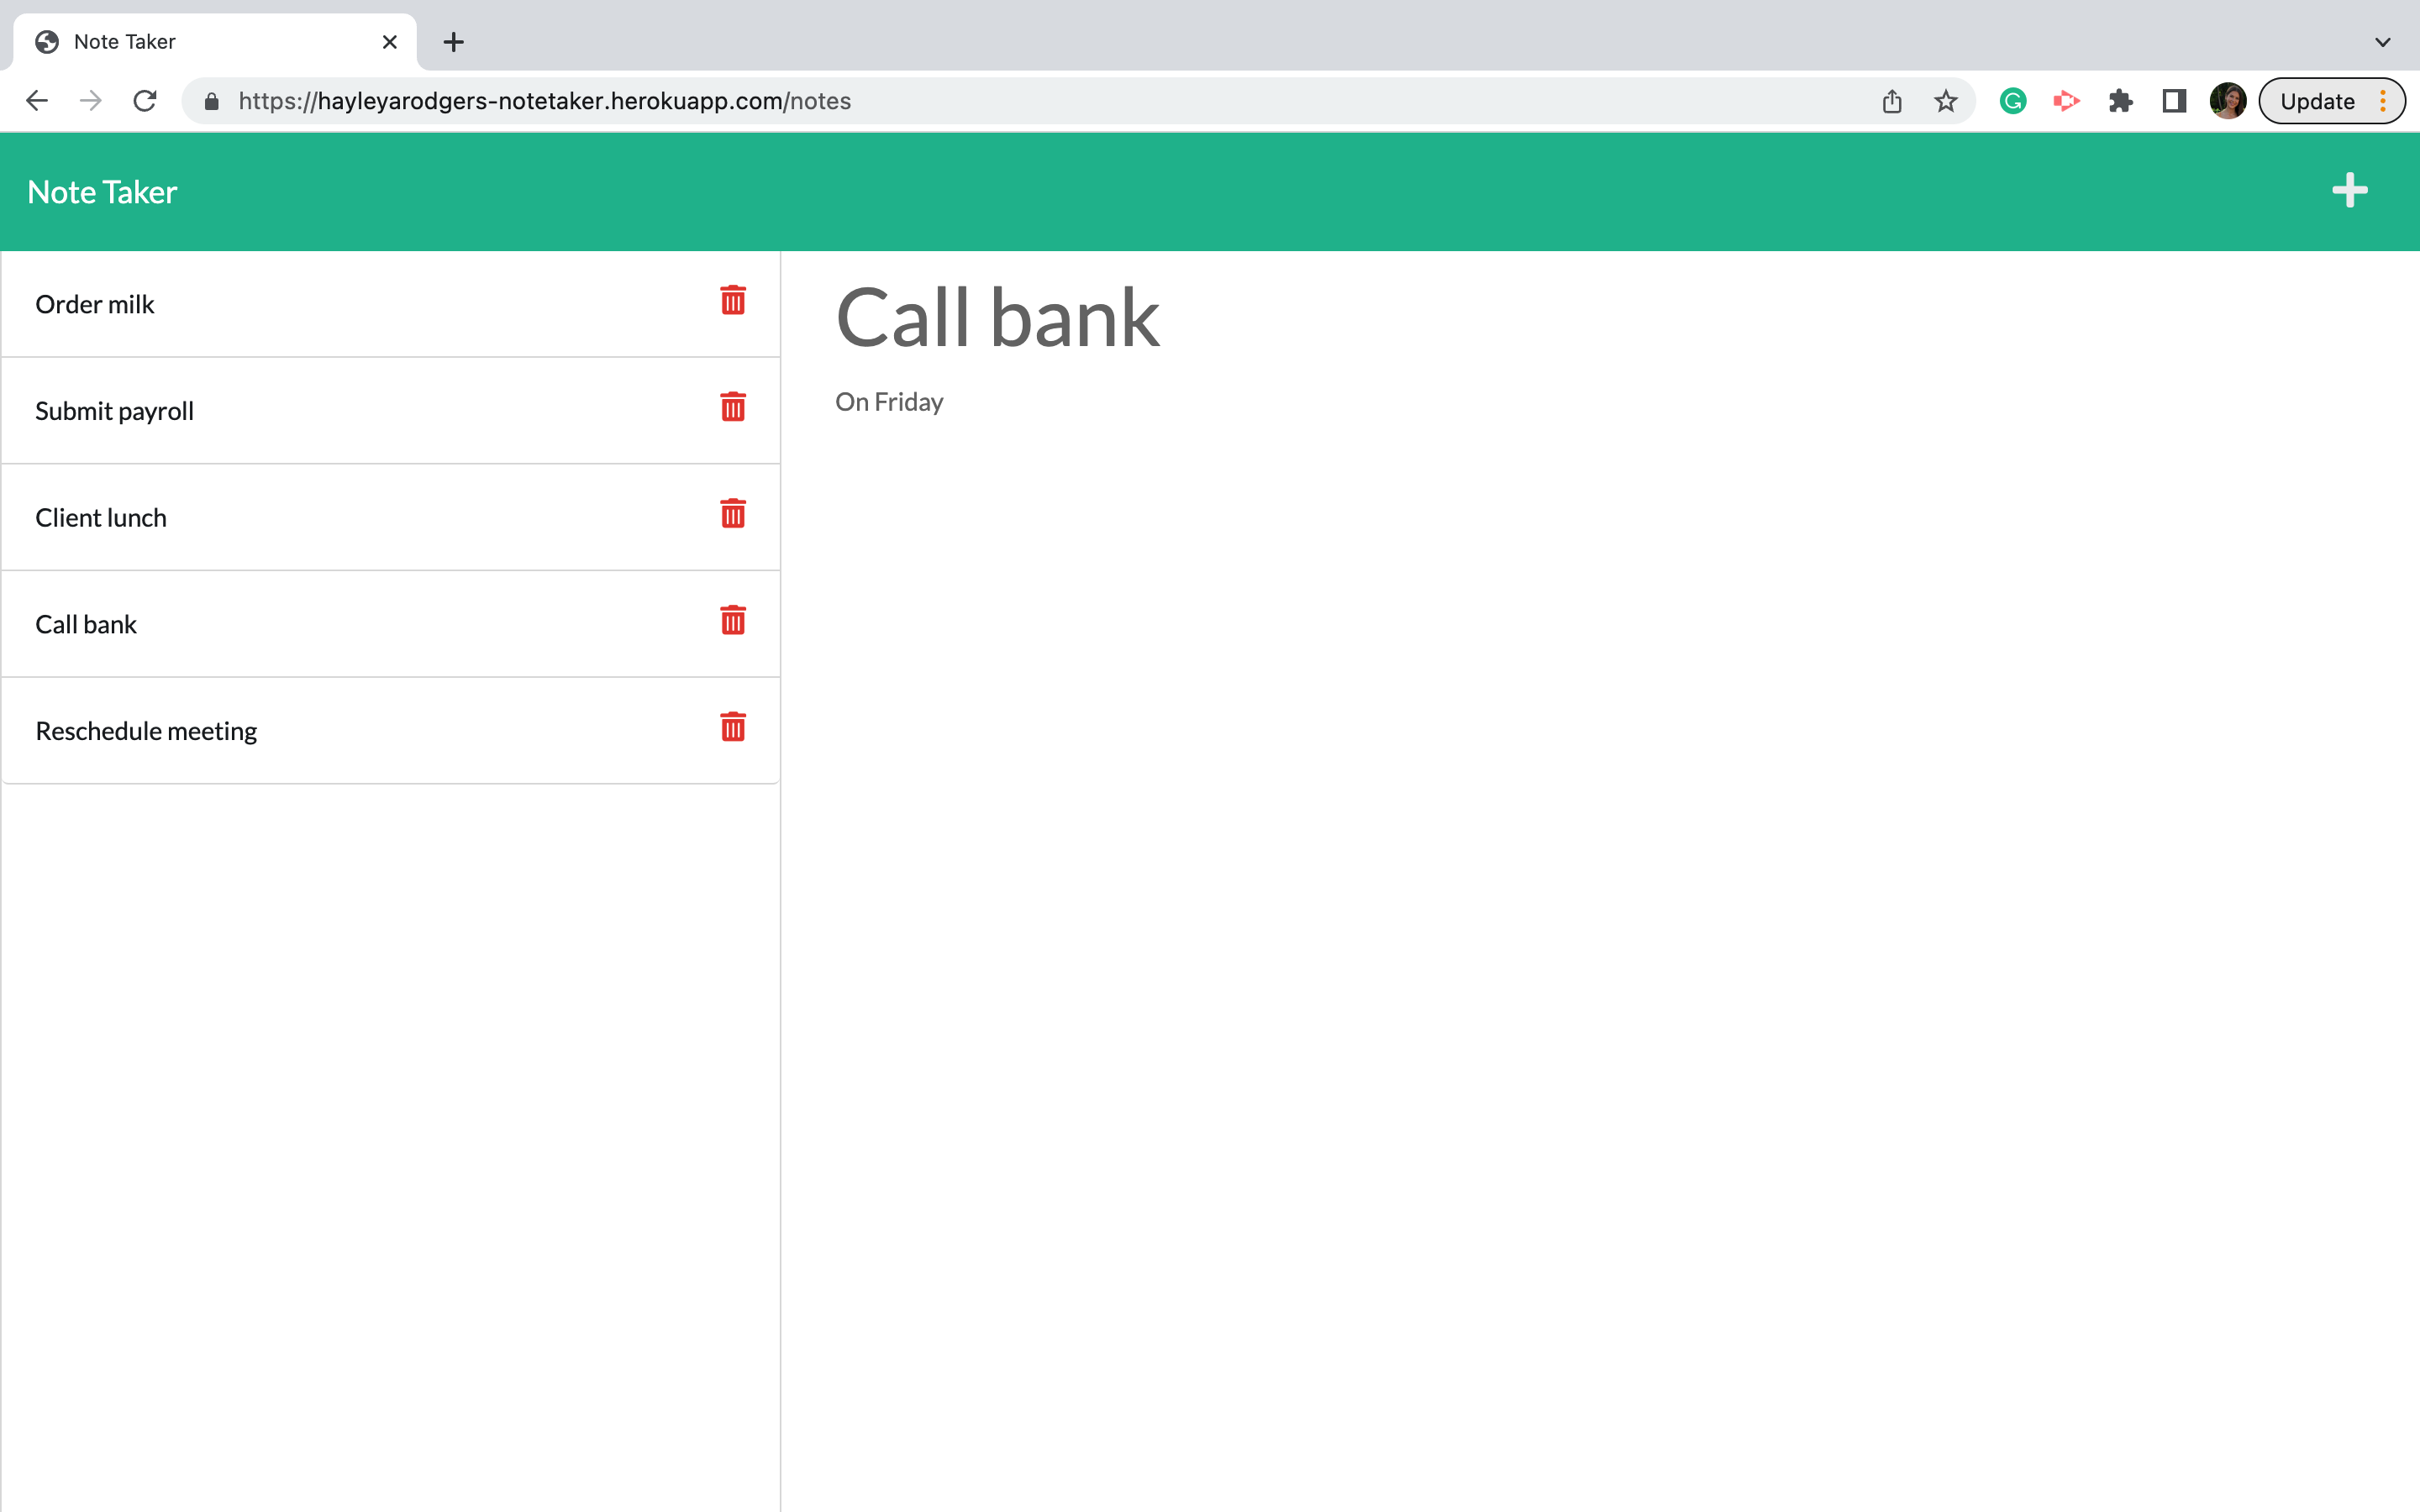 Note Taker
https://hayleyarodgers-notetaker.herokuapp.com/notes
Update
Note Taker
Order milk
Submit payroll
Client lunch
Call bank
Reschedule meeting
Call bank
On Friday